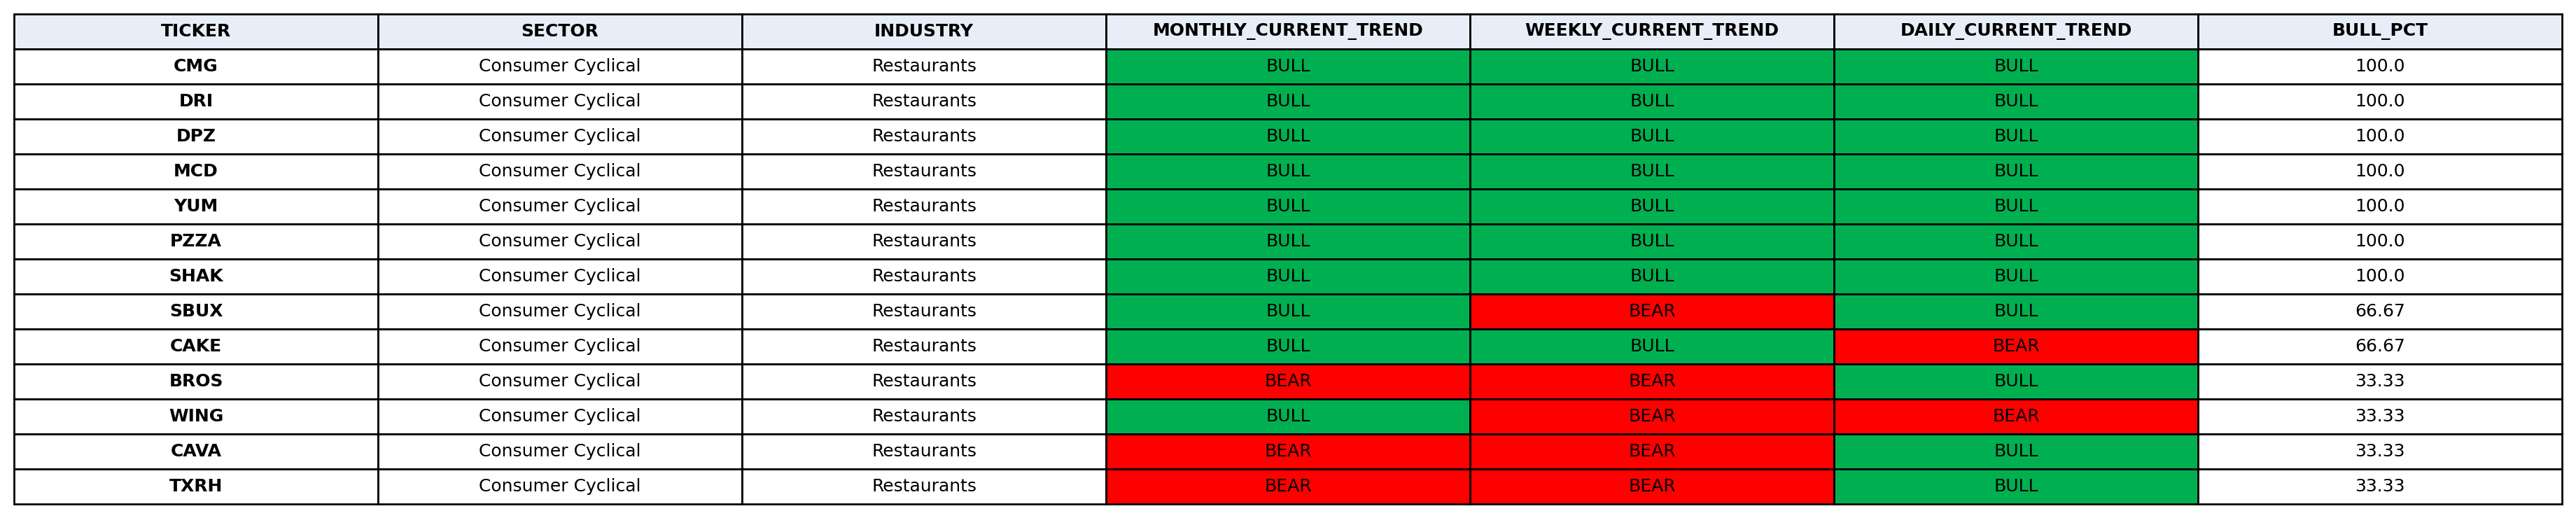 TICKER SECTOR INDUSTRY MONTHLY_CURRENT_TREND WEEKLY_CURRENT_TREND DAILY_CURRENT_TREND BULL_PCT
CMG Consumer Cyclical Restaurants BULL BULL BULL 100.0
DRI Consumer Cyclical Restaurants BULL BULL BULL 100.0
DPZ Consumer Cyclical Restaurants BULL BULL BULL 100.0
MCD Consumer Cyclical Restaurants BULL BULL BULL 100.0
YUM Consumer Cyclical Restaurants BULL BULL BULL 100.0
PZZA Consumer Cyclical Restaurants BULL BULL BULL 100.0
SHAK Consumer Cyclical Restaurants BULL BULL BULL 100.0
SBUX Consumer Cyclical Restaurants BULL BEAR BULL 66.67
CAKE Consumer Cyclical Restaurants BULL BULL BEAR 66.67
BROS Consumer Cyclical Restaurants BEAR BEAR BULL 33.33
WING Consumer Cyclical Restaurants BULL BEAR BEAR 33.33
CAVA Consumer Cyclical Restaurants BEAR BEAR BULL 33.33
TXRH Consumer Cyclical Restaurants BEAR BEAR BULL 33.33